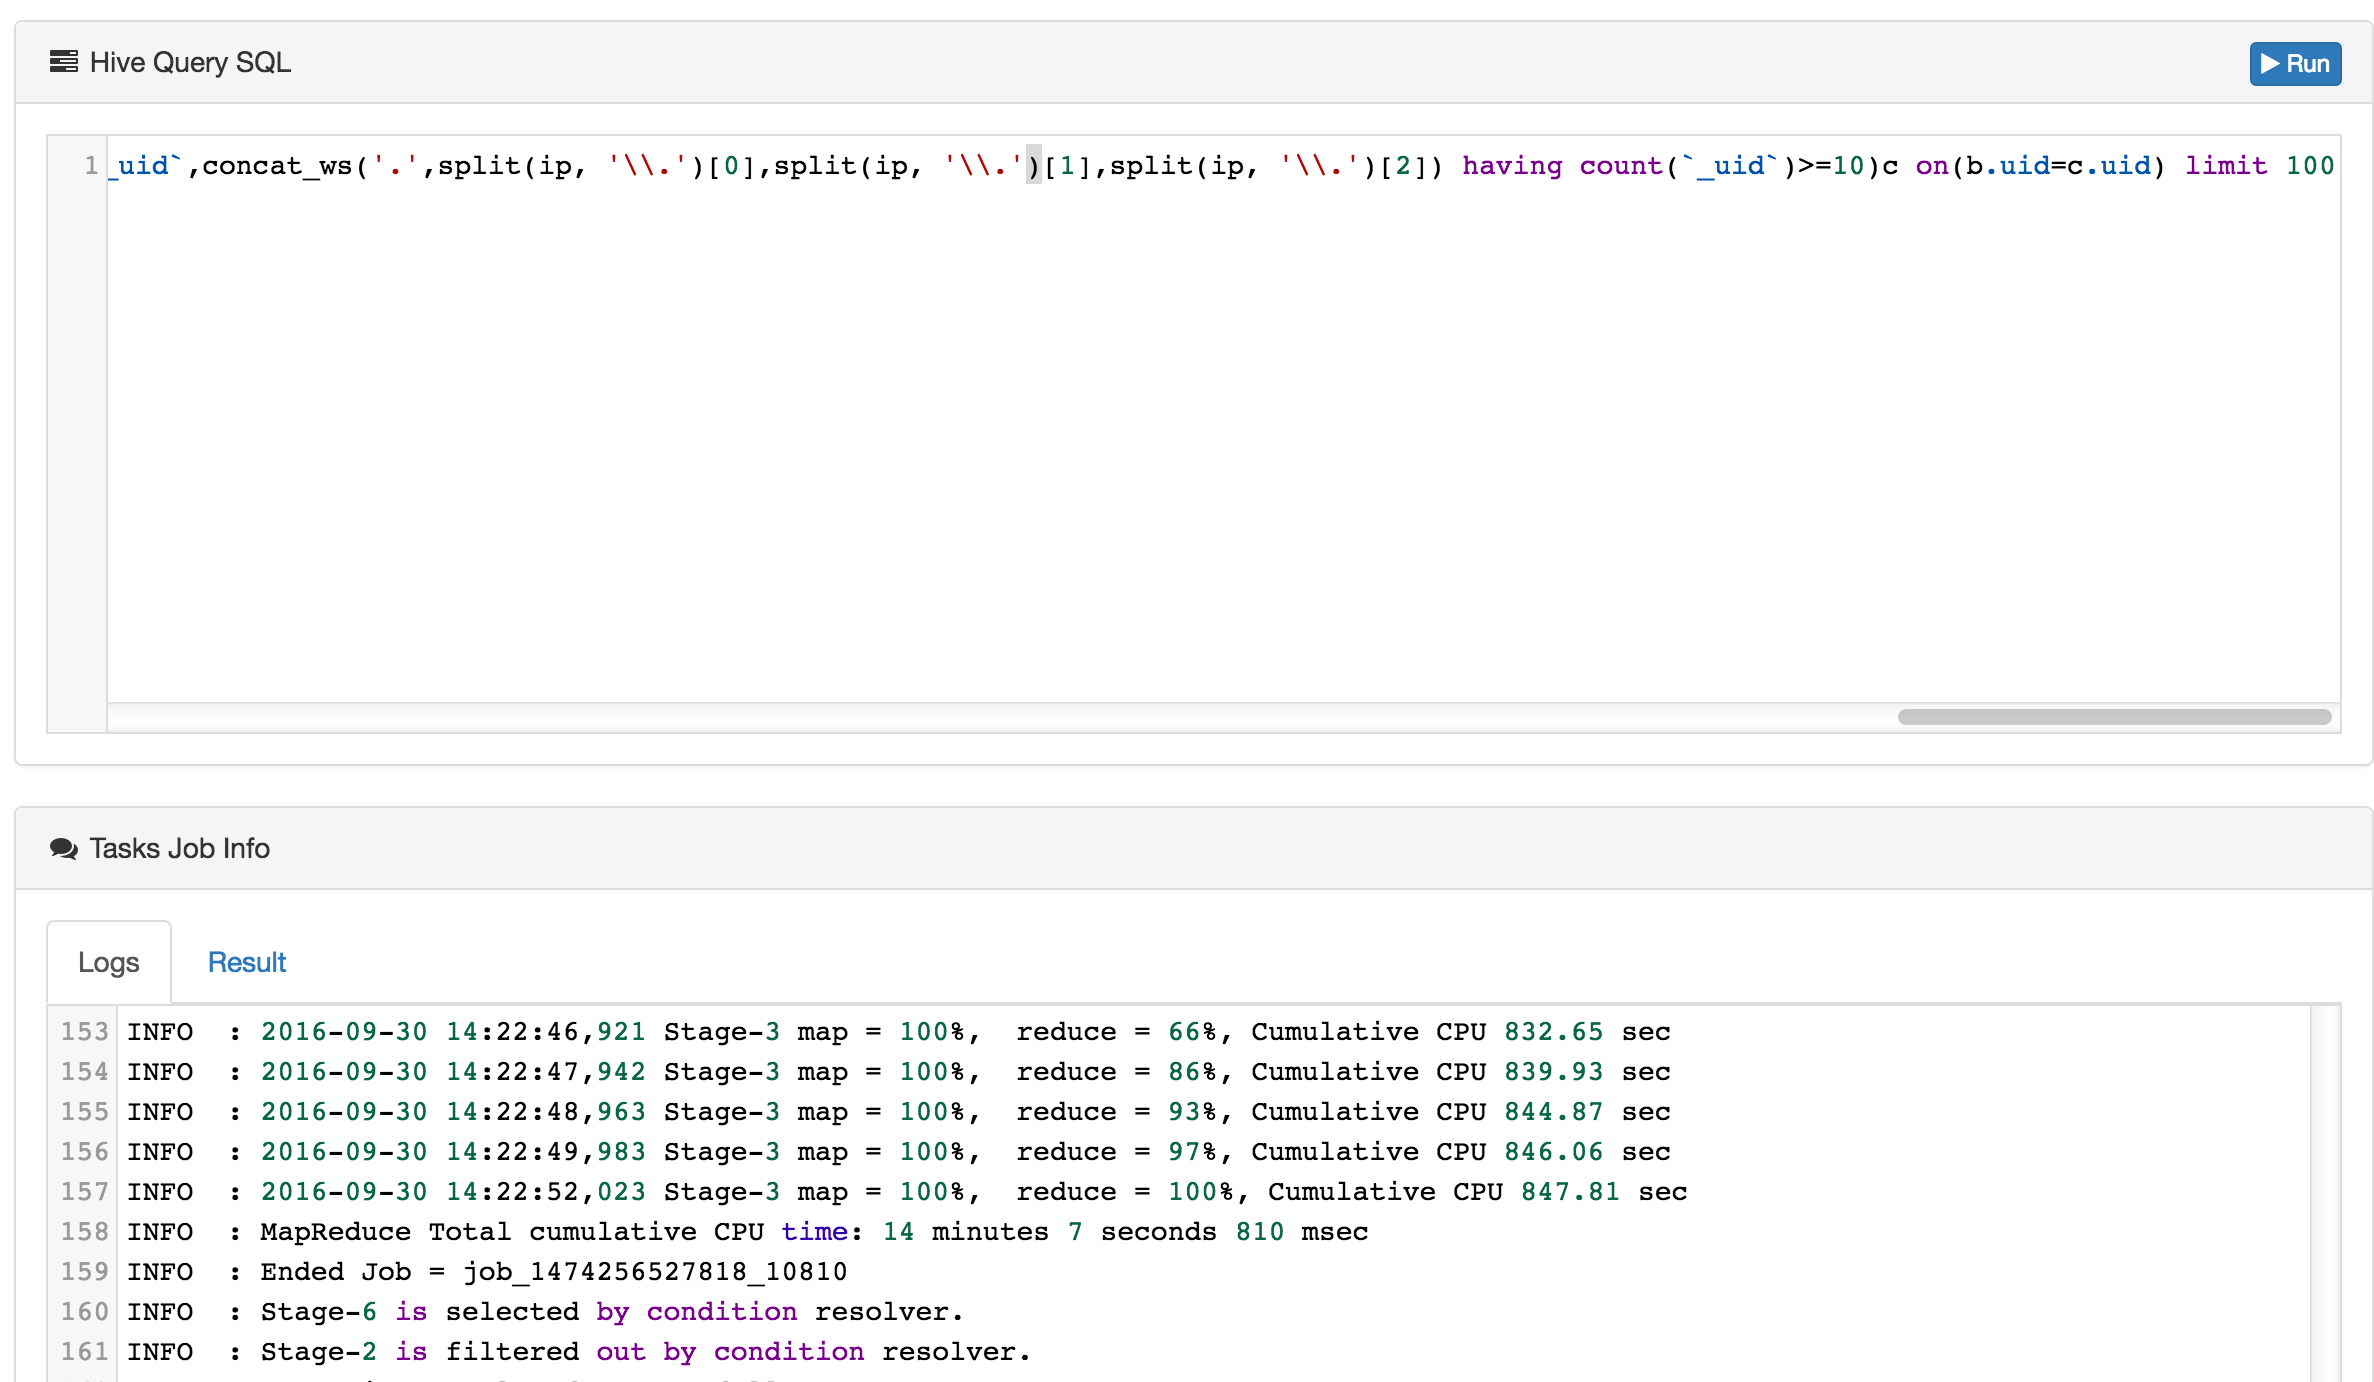 Hive Query SQL
Run
1 _uid`,concat_ws('.',split(ip, '\\.')[0],split(ip, '\\.')[1],split(ip, '\\.')[2]) having count(`_uid`)>=10)c on(b.uid=c.uid) limit 100
Tasks Job Info
Logs Result
153 INFO  : 2016-09-30 14:22:46,921 Stage-3 map = 100%,  reduce = 66%, Cumulative CPU 832.65 sec
154 INFO  : 2016-09-30 14:22:47,942 Stage-3 map = 100%,  reduce = 86%, Cumulative CPU 839.93 sec
155 INFO  : 2016-09-30 14:22:48,963 Stage-3 map = 100%,  reduce = 93%, Cumulative CPU 844.87 sec
156 INFO  : 2016-09-30 14:22:49,983 Stage-3 map = 100%,  reduce = 97%, Cumulative CPU 846.06 sec
157 INFO  : 2016-09-30 14:22:52,023 Stage-3 map = 100%,  reduce = 100%, Cumulative CPU 847.81 sec
158 INFO  : MapReduce Total cumulative CPU time: 14 minutes 7 seconds 810 msec
159 INFO  : Ended Job = job_1474256527818_10810
160 INFO  : Stage-6 is selected by condition resolver.
161 INFO  : Stage-2 is filtered out by condition resolver.